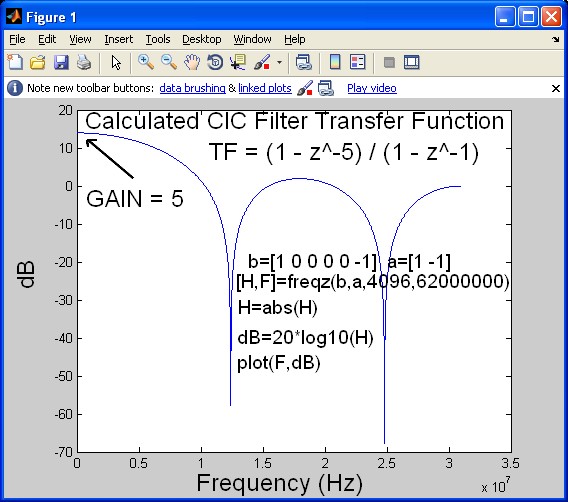 Figure 1
File Edit View Insert Tools Desktop Window Help
Note new toolbar buttons: data brushing & linked plots Play video
Calculated CIC Filter Transfer Function
TF = (1 - z^-5) / (1 - z^-1)
GAIN = 5
b=[1 0 0 0 0 -1] a=[1 -1]
[H,F]=freqz(b,a,4096,62000000)
H=abs(H)
dB=20*log10(H)
plot(F,dB)
dB
20
10
0
-10
-20
-30
-40
-50
-60
-70
0 0.5 1 1.5 2 2.5 3 3.5
x 10^7
Frequency (Hz)